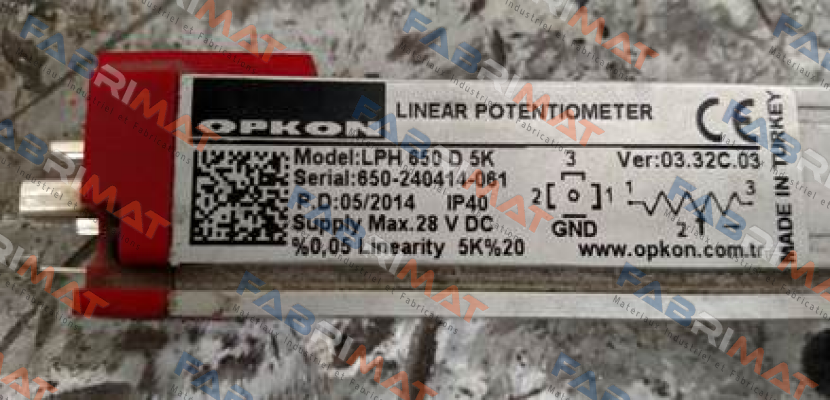 OPKON
LINEAR POTENTIOMETER
CE
Model:LPH 650 D 5K
Serial:650-240414-061
P.D:05/2014 IP40
Supply Max.28 V DC
%0,05 Linearity 5K%20
3
2 1
GND
Ver:03.32C.03
1 3
2
www.opkon.com.tr
MADE IN TURKEY
FABRIMAT